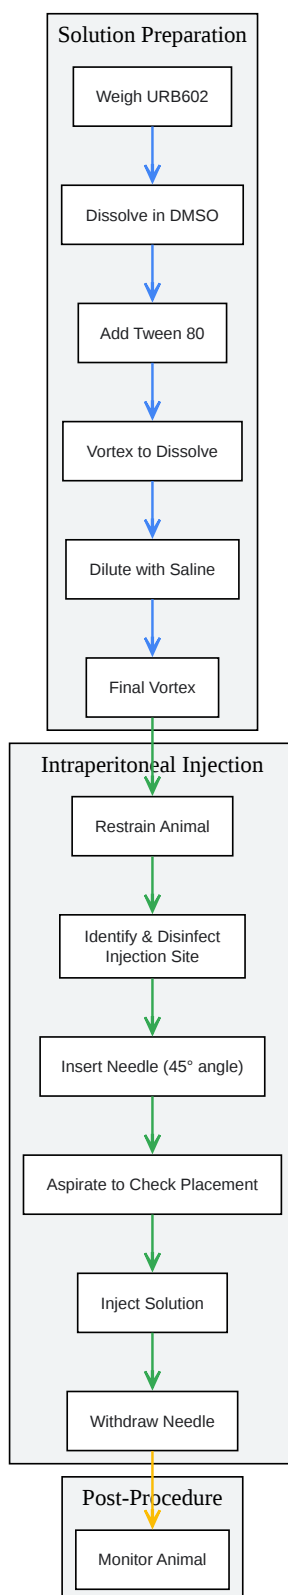 Solution Preparation
Weigh URB602
Dissolve in DMSO
Add Tween 80
Vortex to Dissolve
Dilute with Saline
Final Vortex
Intraperitoneal Injection
Restrain Animal
Identify & Disinfect
Injection Site
Insert Needle (45° angle)
Aspirate to Check Placement
Inject Solution
Withdraw Needle
Post-Procedure
Monitor Animal